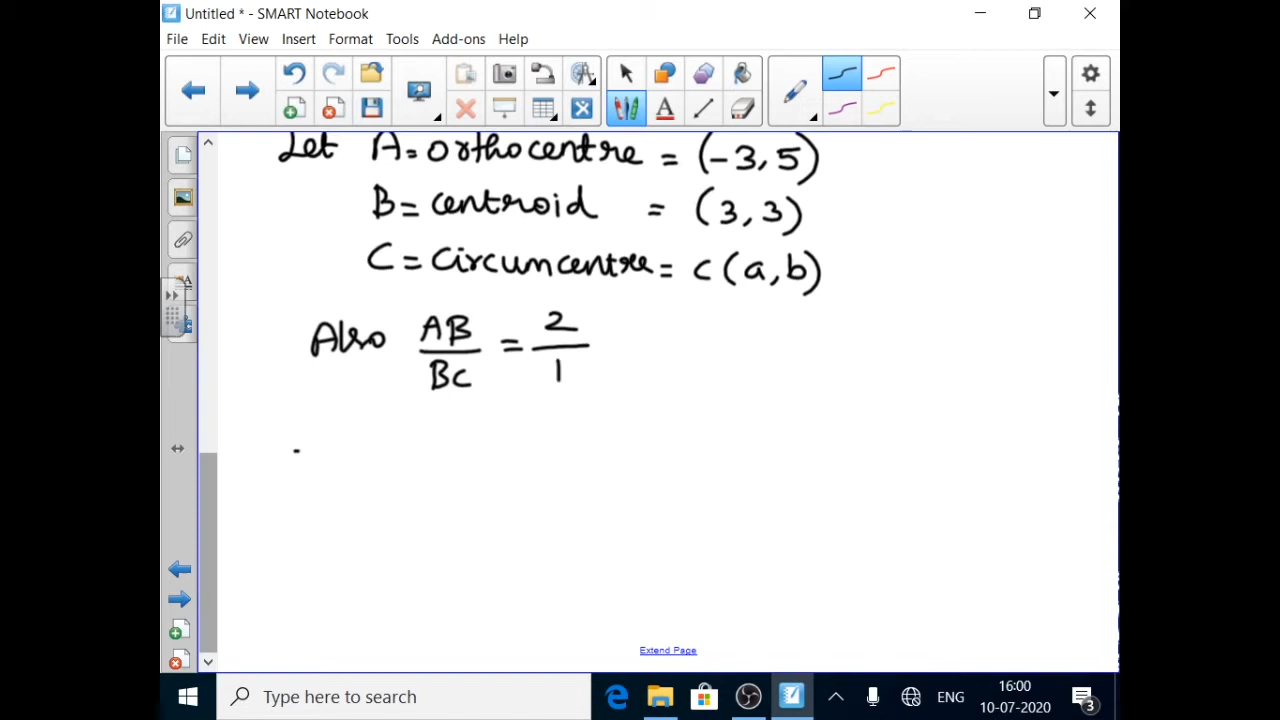 Untitled * - SMART Notebook
File Edit View Insert Format Tools Add-ons Help
Let A = orthocentre = (-3, 5)
B = centroid = (3, 3)
C = Circumcentre = c (a, b)
Also AB/BC = 2/1
Extend Page
Type here to search
ENG
16:00
10-07-2020
3